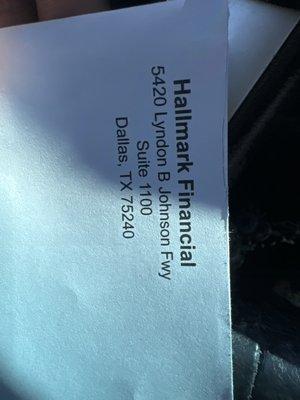 Hallmark Financial
5420 Lyndon B Johnson Fwy
Suite 1100
Dallas, TX 75240